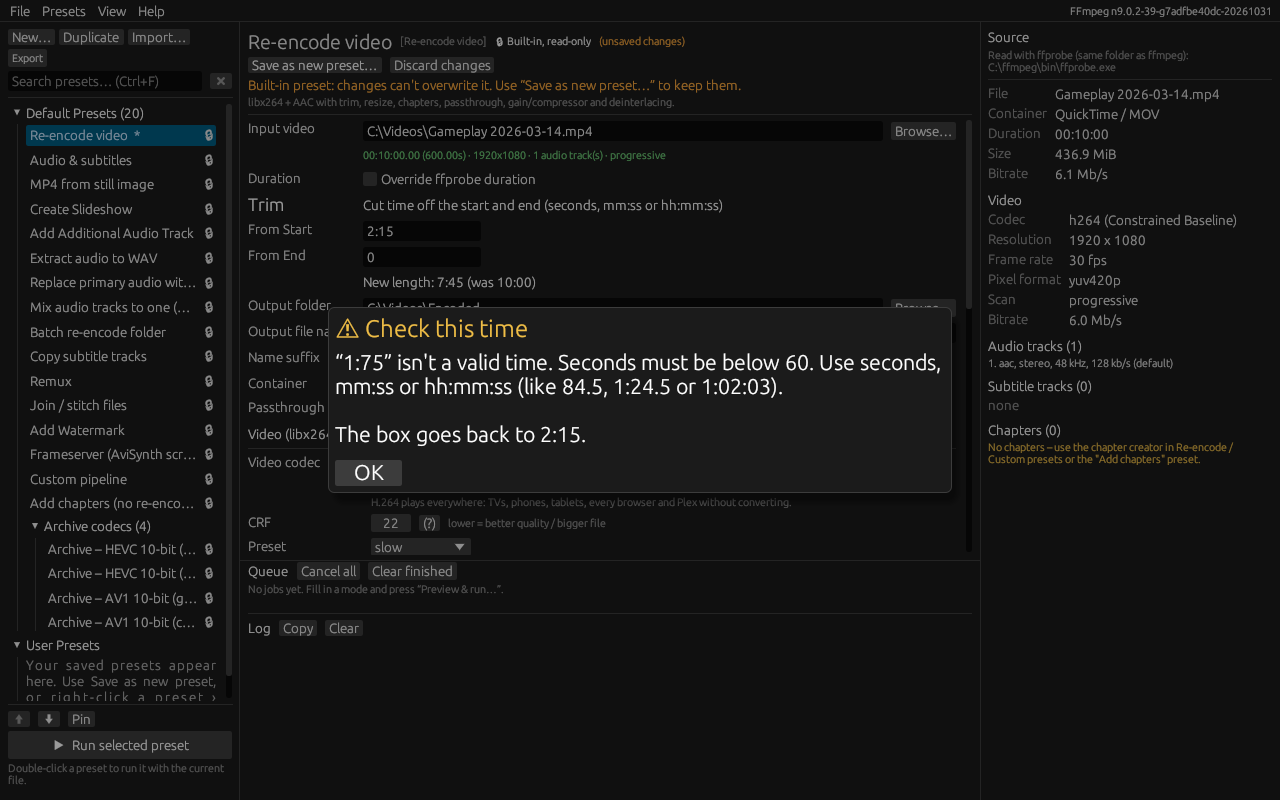 File Presets View Help
FFmpeg n9.0.2-39-g7adfbe40dc-20261031
New… Duplicate Import…
Export
Search presets… (Ctrl+F)
Default Presets (20)
Re-encode video *
Audio & subtitles
MP4 from still image
Create Slideshow
Add Additional Audio Track
Extract audio to WAV
Replace primary audio wit…
Mix audio tracks to one (…
Batch re-encode folder
Copy subtitle tracks
Remux
Join / stitch files
Add Watermark
Frameserver (AviSynth scr…
Custom pipeline
Add chapters (no re-enco…
Archive codecs (4)
Archive – HEVC 10-bit (…
Archive – HEVC 10-bit (…
Archive – AV1 10-bit (g…
Archive – AV1 10-bit (c…
User Presets
Your saved presets appear
here. Use Save as new preset,
or right-click a preset ›
Pin
Run selected preset
Double-click a preset to run it with the current
file.
Re-encode video [Re-encode video] Built-in, read-only (unsaved changes)
Save as new preset… Discard changes
Built-in preset: changes can't overwrite it. Use “Save as new preset…” to keep them.
libx264 + AAC with trim, resize, chapters, passthrough, gain/compressor and deinterlacing.
Input video C:\Videos\Gameplay 2026-03-14.mp4 Browse…
00:10:00.00 (600.00s) · 1920x1080 · 1 audio track(s) · progressive
Duration Override ffprobe duration
Trim Cut time off the start and end (seconds, mm:ss or hh:mm:ss)
From Start 2:15
From End 0
New length: 7:45 (was 10:00)
Output folder C:\Videos\Encoded Browse…
Output file na
Name suffix
Container
Passthrough
Video (libx264
Video codec
⚠ Check this time
“1:75” isn't a valid time. Seconds must be below 60. Use seconds,
mm:ss or hh:mm:ss (like 84.5, 1:24.5 or 1:02:03).
The box goes back to 2:15.
OK
H.264 plays everywhere: TVs, phones, tablets, every browser and Plex without converting.
CRF 22 (?) lower = better quality / bigger file
Preset slow
Queue Cancel all Clear finished
No jobs yet. Fill in a mode and press “Preview & run…”.
Log Copy Clear
Source
Read with ffprobe (same folder as ffmpeg):
C:\ffmpeg\bin\ffprobe.exe
File Gameplay 2026-03-14.mp4
Container QuickTime / MOV
Duration 00:10:00
Size 436.9 MiB
Bitrate 6.1 Mb/s
Video
Codec h264 (Constrained Baseline)
Resolution 1920 x 1080
Frame rate 30 fps
Pixel format yuv420p
Scan progressive
Bitrate 6.0 Mb/s
Audio tracks (1)
1. aac, stereo, 48 kHz, 128 kb/s (default)
Subtitle tracks (0)
none
Chapters (0)
No chapters – use the chapter creator in Re-encode /
Custom presets or the "Add chapters" preset.